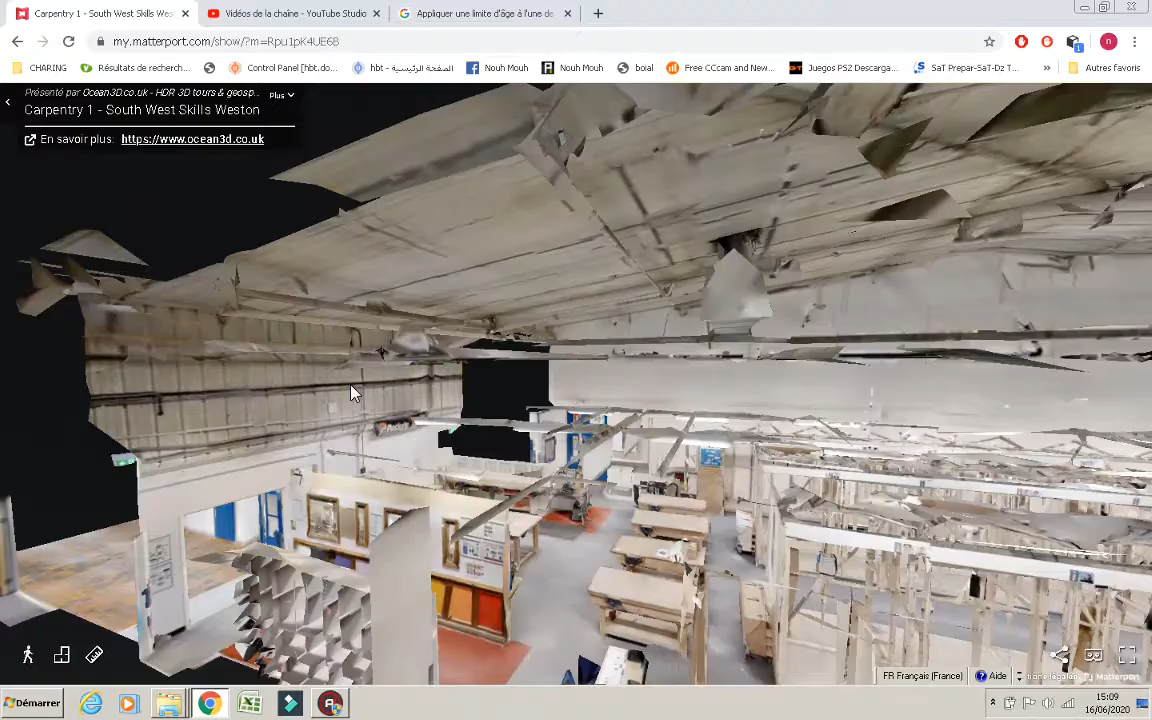 Carpentry 1 - South West Skills Wes
Vidéos de la chaîne - YouTube Studio
Appliquer une limite d'âge à l'une de
my.matterport.com/show/?m=Rpu1pK4UE6B
n
CHARING
Résultats de recherch...
Control Panel [hbt.do...
الصفحة الرئيسية - hbt
Nouh Mouh
Nouh Mouh
boial
Free CCcam and New...
Juegos PS2 Descarga...
SaT Prepar-SaT-Dz T...
»
Autres favoris
Présenté par Ocean3D.co.uk - HDR 3D tours & geosp...
Plus
Carpentry 1 - South West Skills Weston
En savoir plus: https://www.ocean3d.co.uk
FR Français (France)
Aide
Matterport
Démarrer
15:09
16/06/2020